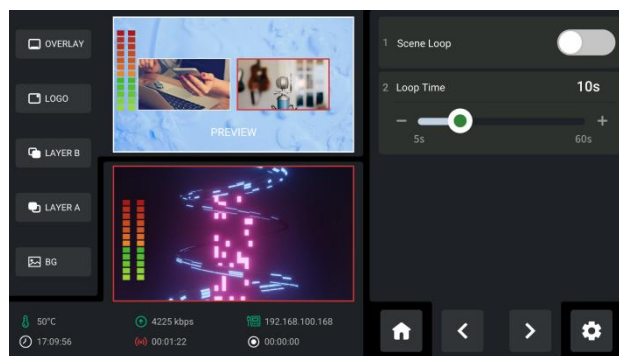 OVERLAY
LOGO
LAYER B
LAYER A
BG
PREVIEW
50°C
4225 kbps
192.168.100.168
17:09:56
00:01:22
00:00:00
1 Scene Loop
2 Loop Time 10s
− +
5s 60s